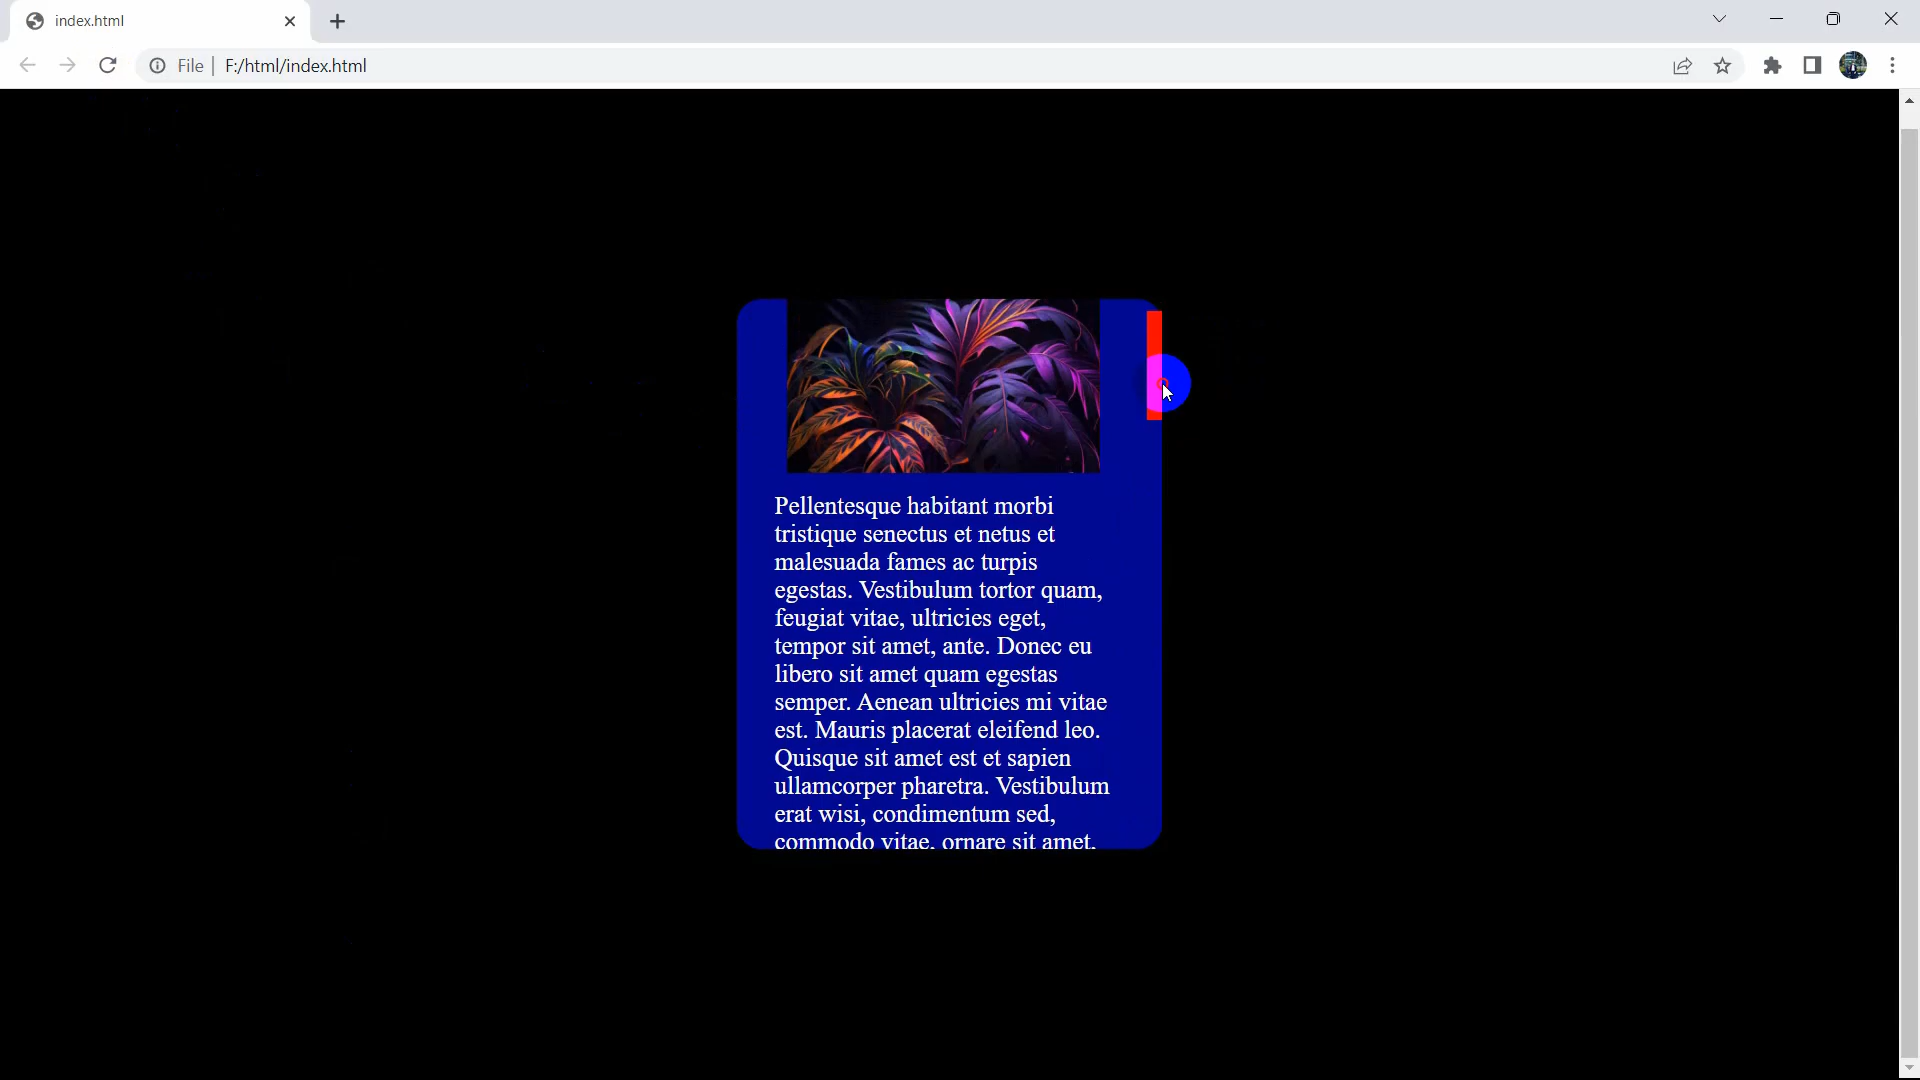 index.html
File
F:/html/index.html
Pellentesque habitant morbi
tristique senectus et netus et
malesuada fames ac turpis
egestas. Vestibulum tortor quam,
feugiat vitae, ultricies eget,
tempor sit amet, ante. Donec eu
libero sit amet quam egestas
semper. Aenean ultricies mi vitae
est. Mauris placerat eleifend leo.
Quisque sit amet est et sapien
ullamcorper pharetra. Vestibulum
erat wisi, condimentum sed,
commodo vitae, ornare sit amet,